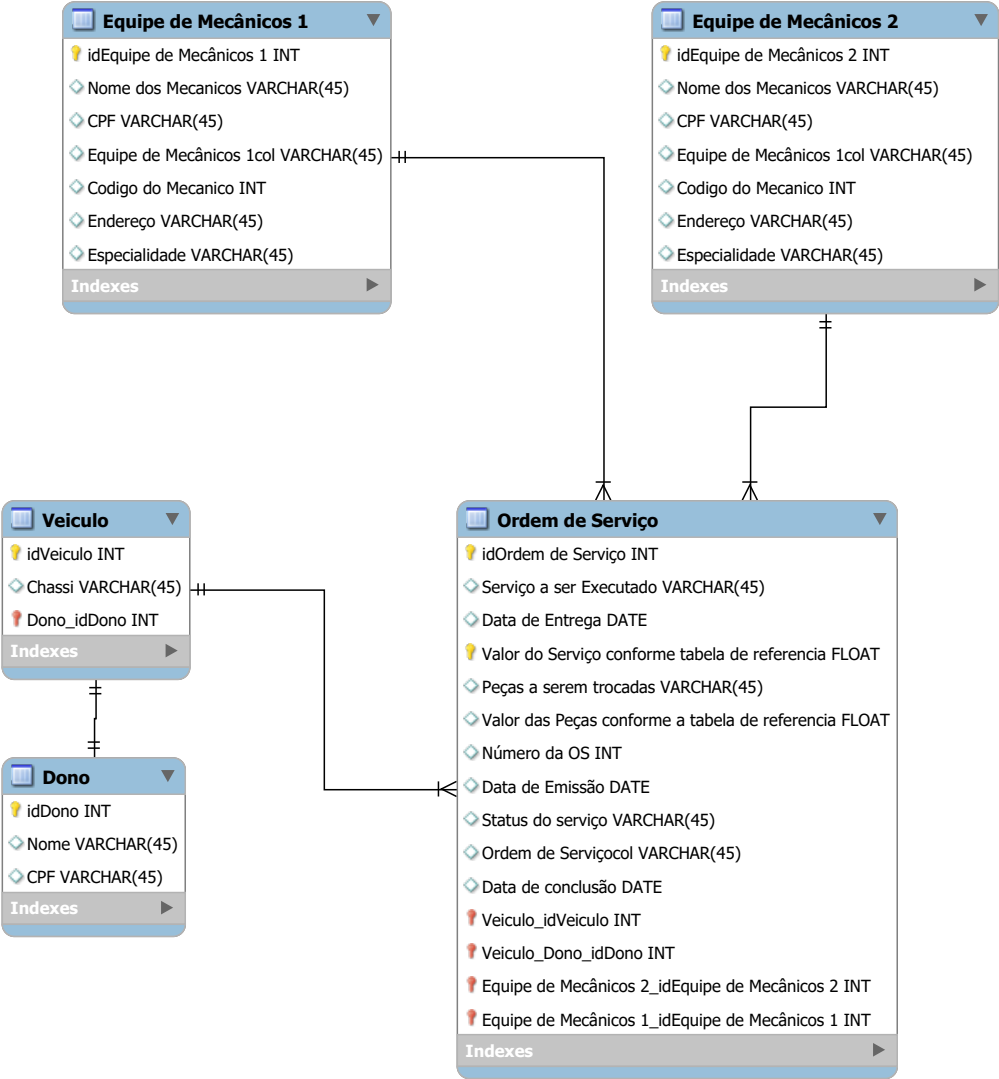 Equipe de Mecânicos 1
idEquipe de Mecânicos 1 INT
Nome dos Mecanicos VARCHAR(45)
CPF VARCHAR(45)
Equipe de Mecânicos 1col VARCHAR(45)
Codigo do Mecanico INT
Endereço VARCHAR(45)
Especialidade VARCHAR(45)
Indexes
Equipe de Mecânicos 2
idEquipe de Mecânicos 2 INT
Nome dos Mecanicos VARCHAR(45)
CPF VARCHAR(45)
Equipe de Mecânicos 1col VARCHAR(45)
Codigo do Mecanico INT
Endereço VARCHAR(45)
Especialidade VARCHAR(45)
Indexes
Veiculo
idVeiculo INT
Chassi VARCHAR(45)
Dono_idDono INT
Indexes
Dono
idDono INT
Nome VARCHAR(45)
CPF VARCHAR(45)
Indexes
Ordem de Serviço
idOrdem de Serviço INT
Serviço a ser Executado VARCHAR(45)
Data de Entrega DATE
Valor do Serviço conforme tabela de referencia FLOAT
Peças a serem trocadas VARCHAR(45)
Valor das Peças conforme a tabela de referencia FLOAT
Número da OS INT
Data de Emissão DATE
Status do serviço VARCHAR(45)
Ordem de Serviçocol VARCHAR(45)
Data de conclusão DATE
Veiculo_idVeiculo INT
Veiculo_Dono_idDono INT
Equipe de Mecânicos 2_idEquipe de Mecânicos 2 INT
Equipe de Mecânicos 1_idEquipe de Mecânicos 1 INT
Indexes